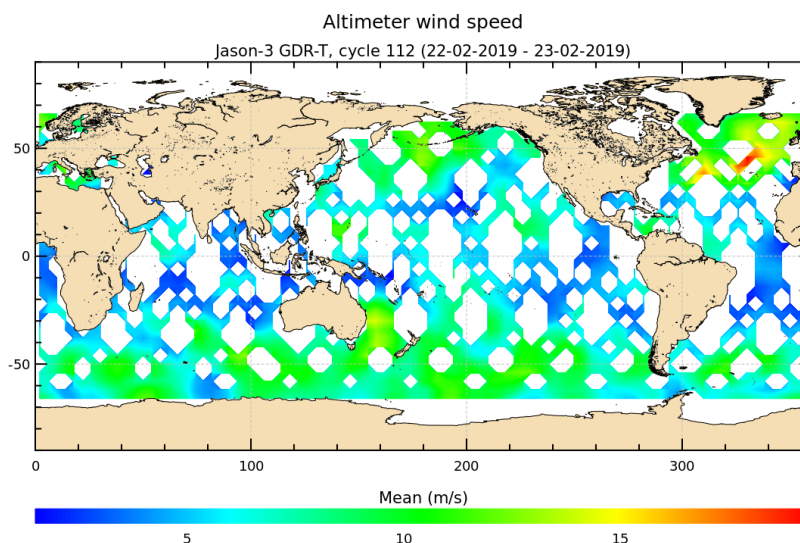 Altimeter wind speed
Jason-3 GDR-T, cycle 112 (22-02-2019 - 23-02-2019)
50
0
-50
0 100 200 300
Mean (m/s)
5 10 15